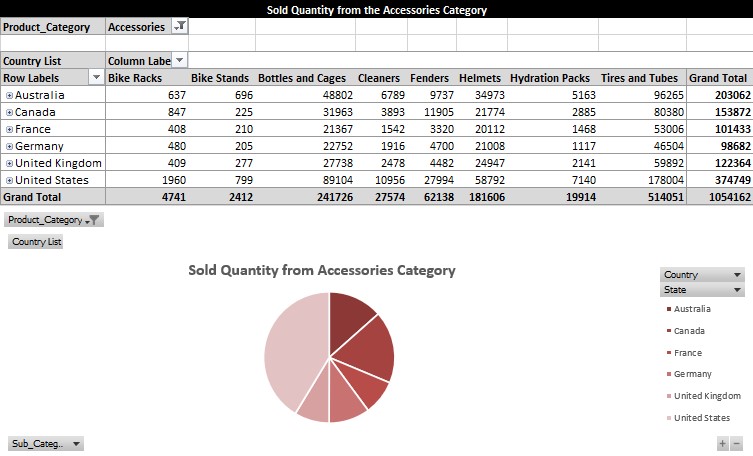 Sold Quantity from the Accessories Category
Product_Category Accessories
Country List Column Labe
Row Labels Bike Racks Bike Stands Bottles and Cages Cleaners Fenders Helmets Hydration Packs Tires and Tubes Grand Total
Australia 637 696 48802 6789 9737 34973 5163 96265 203062
Canada 847 225 31963 3893 11905 21774 2885 80380 153872
France 408 210 21367 1542 3320 20112 1468 53006 101433
Germany 480 205 22752 1916 4700 21008 1117 46504 98682
United Kingdom 409 277 27738 2478 4482 24947 2141 59892 122364
United States 1960 799 89104 10956 27994 58792 7140 178004 374749
Grand Total 4741 2412 241726 27574 62138 181606 19914 514051 1054162
Product_Category
Country List
Sold Quantity from Accessories Category
Country
State
Australia
Canada
France
Germany
United Kingdom
United States
Sub_Categ..